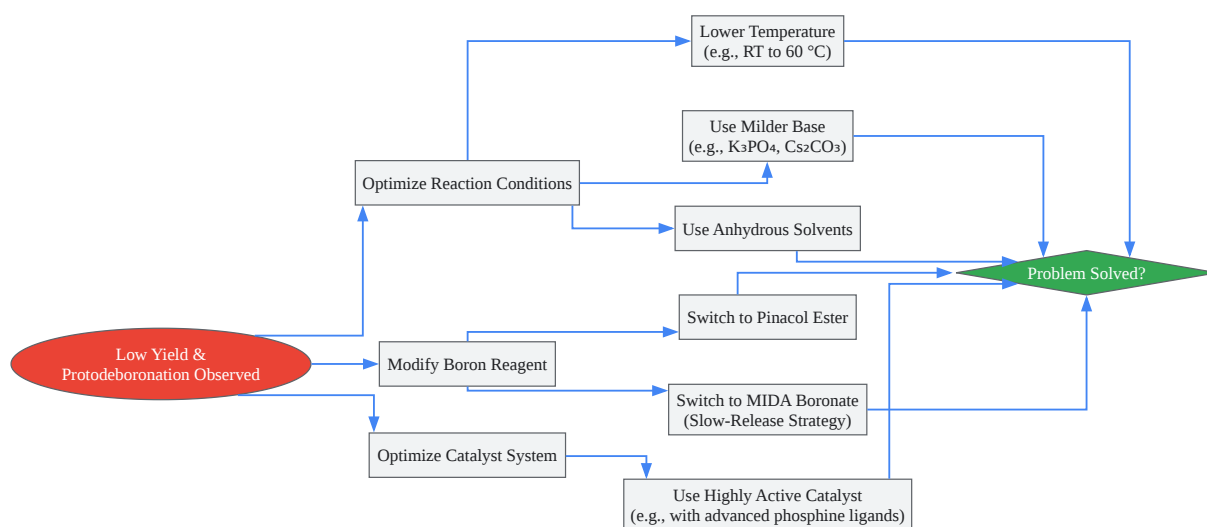 Lower Temperature
(e.g., RT to 60 °C)
Use Milder Base
(e.g., K₃PO₄, Cs₂CO₃)
Optimize Reaction Conditions
Use Anhydrous Solvents
Problem Solved?
Switch to Pinacol Ester
Low Yield &
Protodeboronation Observed
Modify Boron Reagent
Switch to MIDA Boronate
(Slow-Release Strategy)
Optimize Catalyst System
Use Highly Active Catalyst
(e.g., with advanced phosphine ligands)